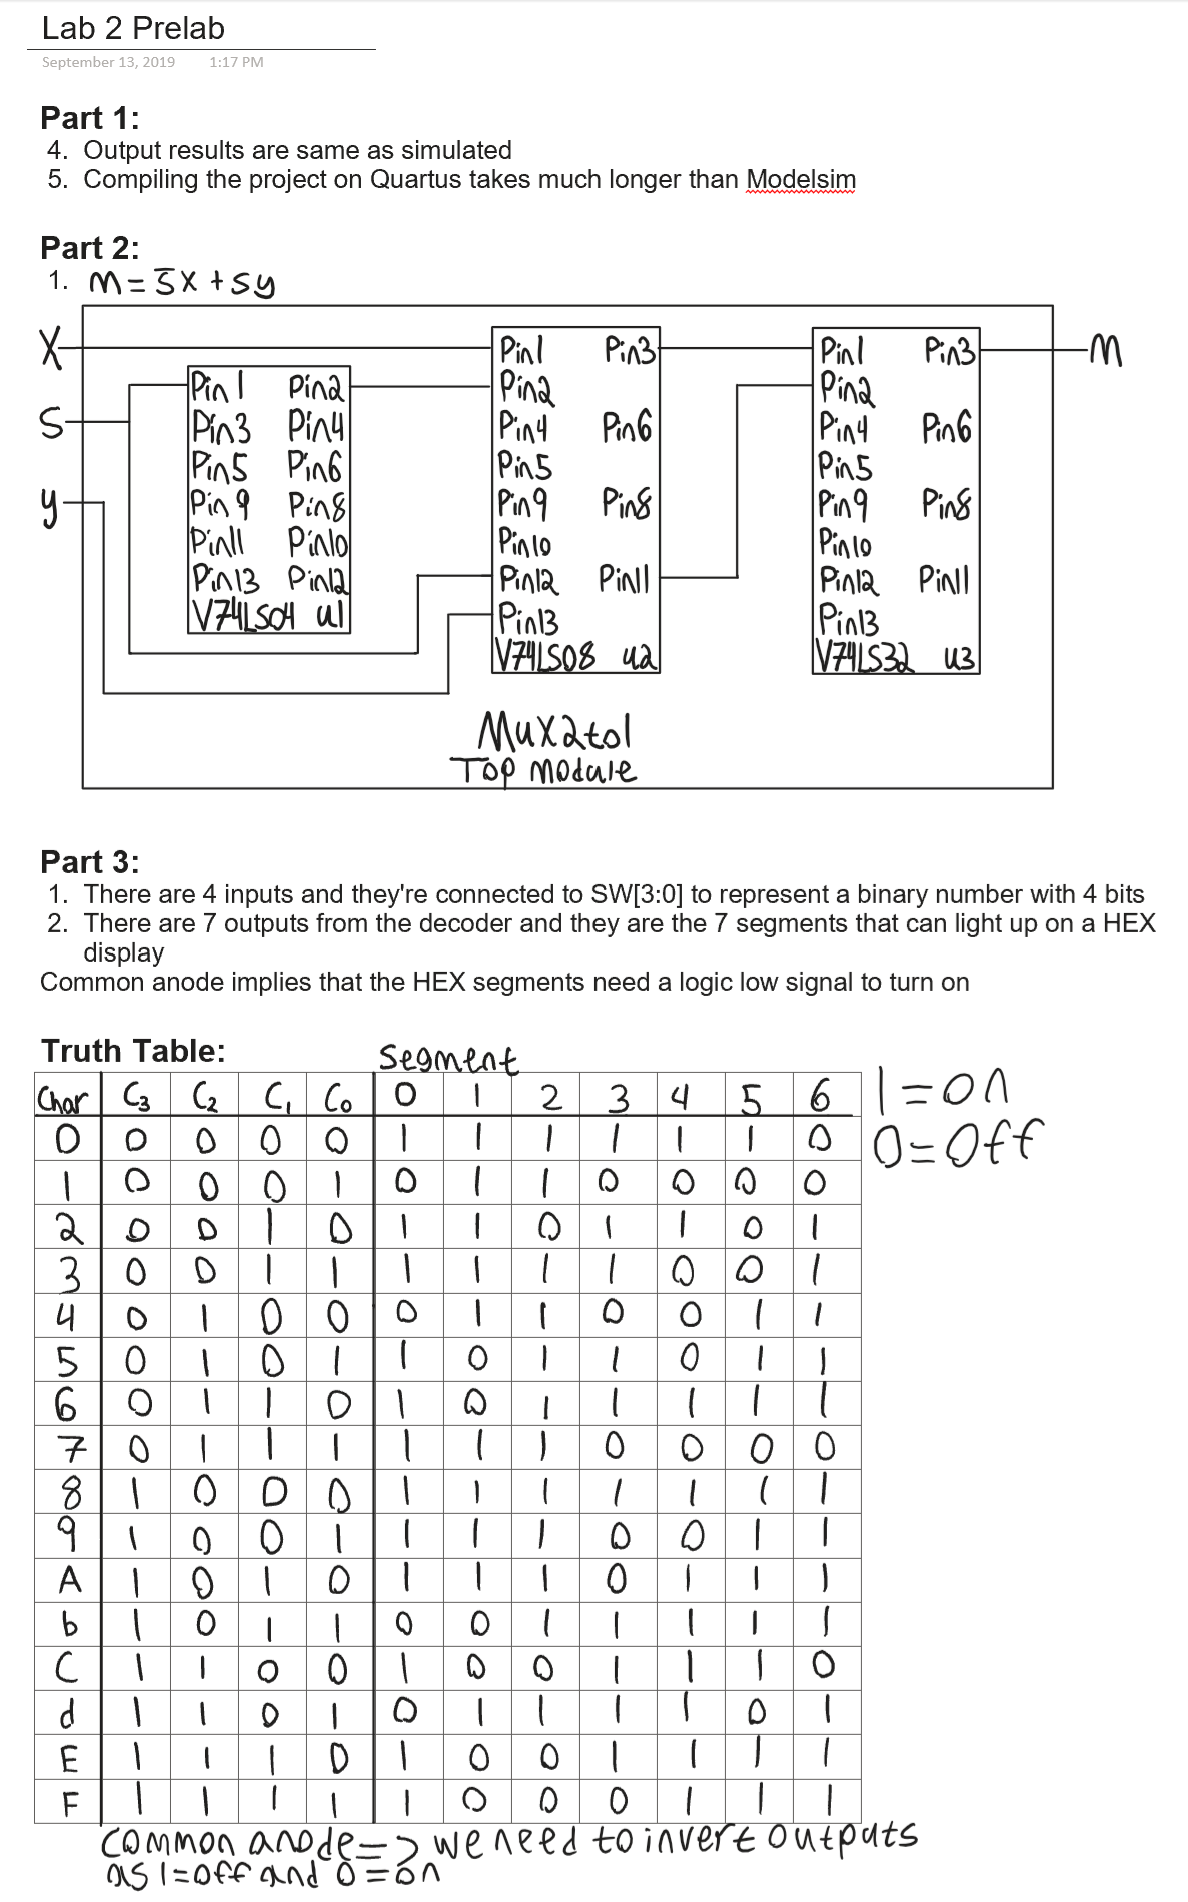 Lab 2 Prelab
September 13, 2019 1:17 PM
Part 1:
4. Output results are same as simulated
5. Compiling the project on Quartus takes much longer than Modelsim
Part 2:
1. m = s̅x + sy
X
S
y
Pin1 Pin2
Pin3 Pin4
Pin5 Pin6
Pin9 Pin8
Pin11 Pin10
Pin13 Pin12
V74LS04 u1
Pin1 Pin3
Pin2
Pin4 Pin6
Pin5
Pin9 Pin8
Pin10
Pin12 Pin11
Pin13
V74LS08 u2
Pin1 Pin3
Pin2
Pin4 Pin6
Pin5
Pin9 Pin8
Pin10
Pin12 Pin11
Pin13
V74LS32 u3
m
Mux2to1
Top module
Part 3:
1. There are 4 inputs and they're connected to SW[3:0] to represent a binary number with 4 bits
2. There are 7 outputs from the decoder and they are the 7 segments that can light up on a HEX
display
Common anode implies that the HEX segments need a logic low signal to turn on
Truth Table:
Segment
Char C₃ C₂ C₁ C₀ 0 1 2 3 4 5 6
0 0 0 0 0 1 1 1 1 1 1 0
1 0 0 0 1 0 1 1 0 0 0 0
2 0 0 1 0 1 1 0 1 1 0 1
3 0 0 1 1 1 1 1 1 0 0 1
4 0 1 0 0 0 1 1 0 0 1 1
5 0 1 0 1 1 0 1 1 0 1 1
6 0 1 1 0 1 0 1 1 1 1 1
7 0 1 1 1 1 1 1 0 0 0 0
8 1 0 0 0 1 1 1 1 1 1 1
9 1 0 0 1 1 1 1 0 0 1 1
A 1 0 1 0 1 1 1 0 1 1 1
b 1 0 1 1 0 0 1 1 1 1 1
C 1 1 0 0 1 0 0 1 1 1 0
d 1 1 0 1 0 1 1 1 1 0 1
E 1 1 1 0 1 0 0 1 1 1 1
F 1 1 1 1 1 0 0 0 1 1 1
1=on
0=off
Common anode => we need to invert outputs
as 1=off and 0=on